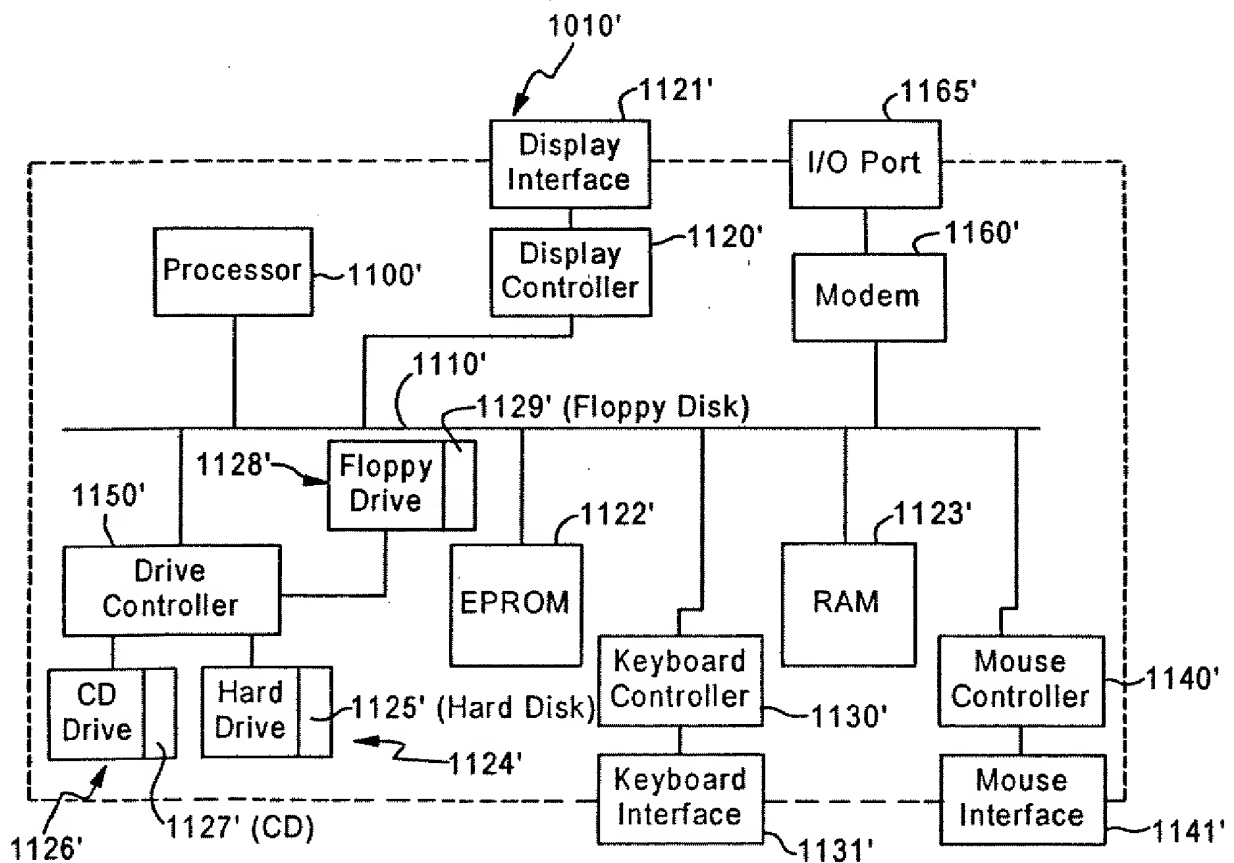 1010'
1121'
1165'
Display
Interface
I/O Port
1120'
1160'
Processor
1100'
Display
Controller
Modem
1110'
1129' (Floppy Disk)
1128'
Floppy
Drive
1150'
1122'
1123'
Drive
Controller
EPROM
RAM
CD
Drive
Hard
Drive
1125' (Hard Disk)
Keyboard
Controller
1130'
Mouse
Controller
1140'
1124'
1126'
1127' (CD)
Keyboard
Interface
1131'
Mouse
Interface
1141'